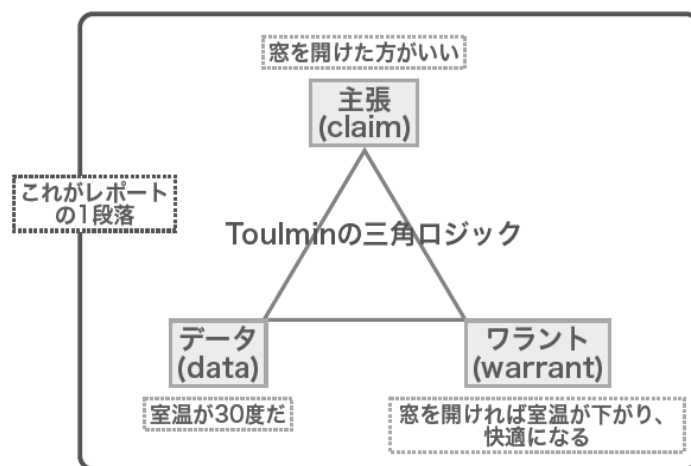 窓を開けた方がいい
主張
(claim)
これがレポート
の1段落
Toulminの三角ロジック
データ
(data)
ワラント
(warrant)
室温が30度だ
窓を開ければ室温が下がり、
快適になる